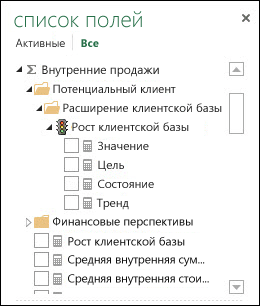 список полей
Активные Все
Внутренние продажи
Потенциальный клиент
Расширение клиентской базы
Рост клиентской базы
Значение
Цель
Состояние
Тренд
Финансовые перспективы
Рост клиентской базы
Средняя внутренняя сум...
Средняя внутренняя стои...